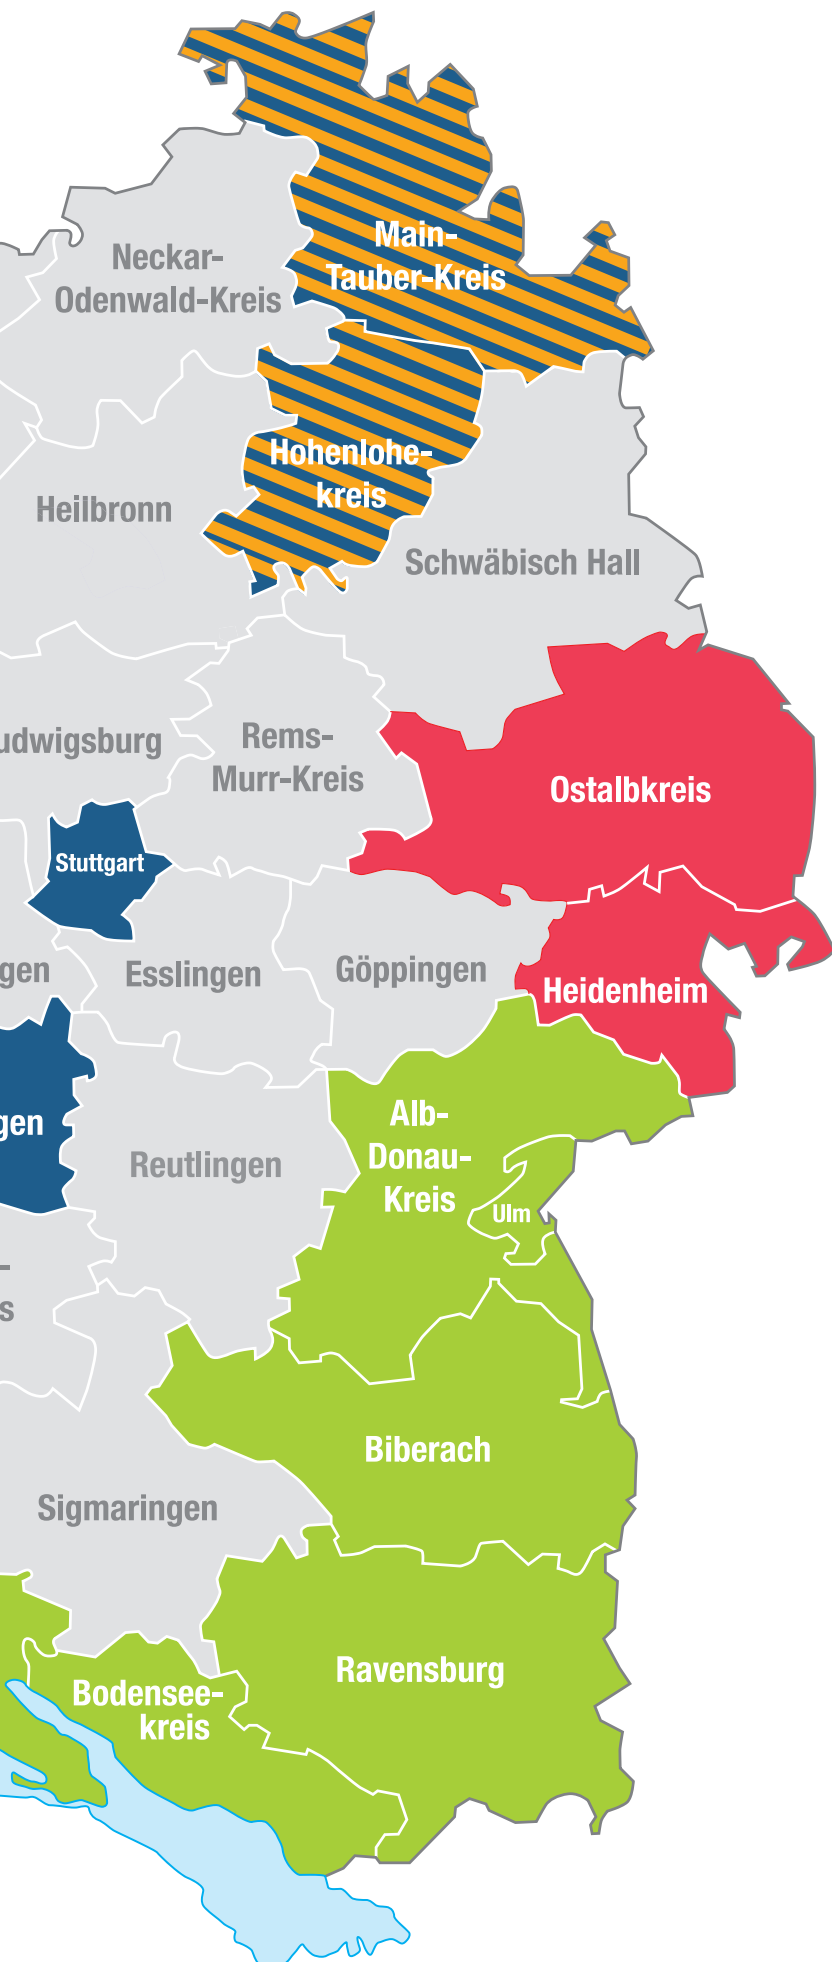 Main-
Tauber-Kreis
Neckar-
Odenwald-Kreis
Hohenlohe-
kreis
Heilbronn
Schwäbisch Hall
udwigsburg
Rems-
Murr-Kreis
Ostalbkreis
Stuttgart
gen
Esslingen
Göppingen
Heidenheim
gen
Alb-
Donau-
Kreis
Reutlingen
Ulm
-
s
Biberach
Sigmaringen
Ravensburg
Bodensee-
kreis